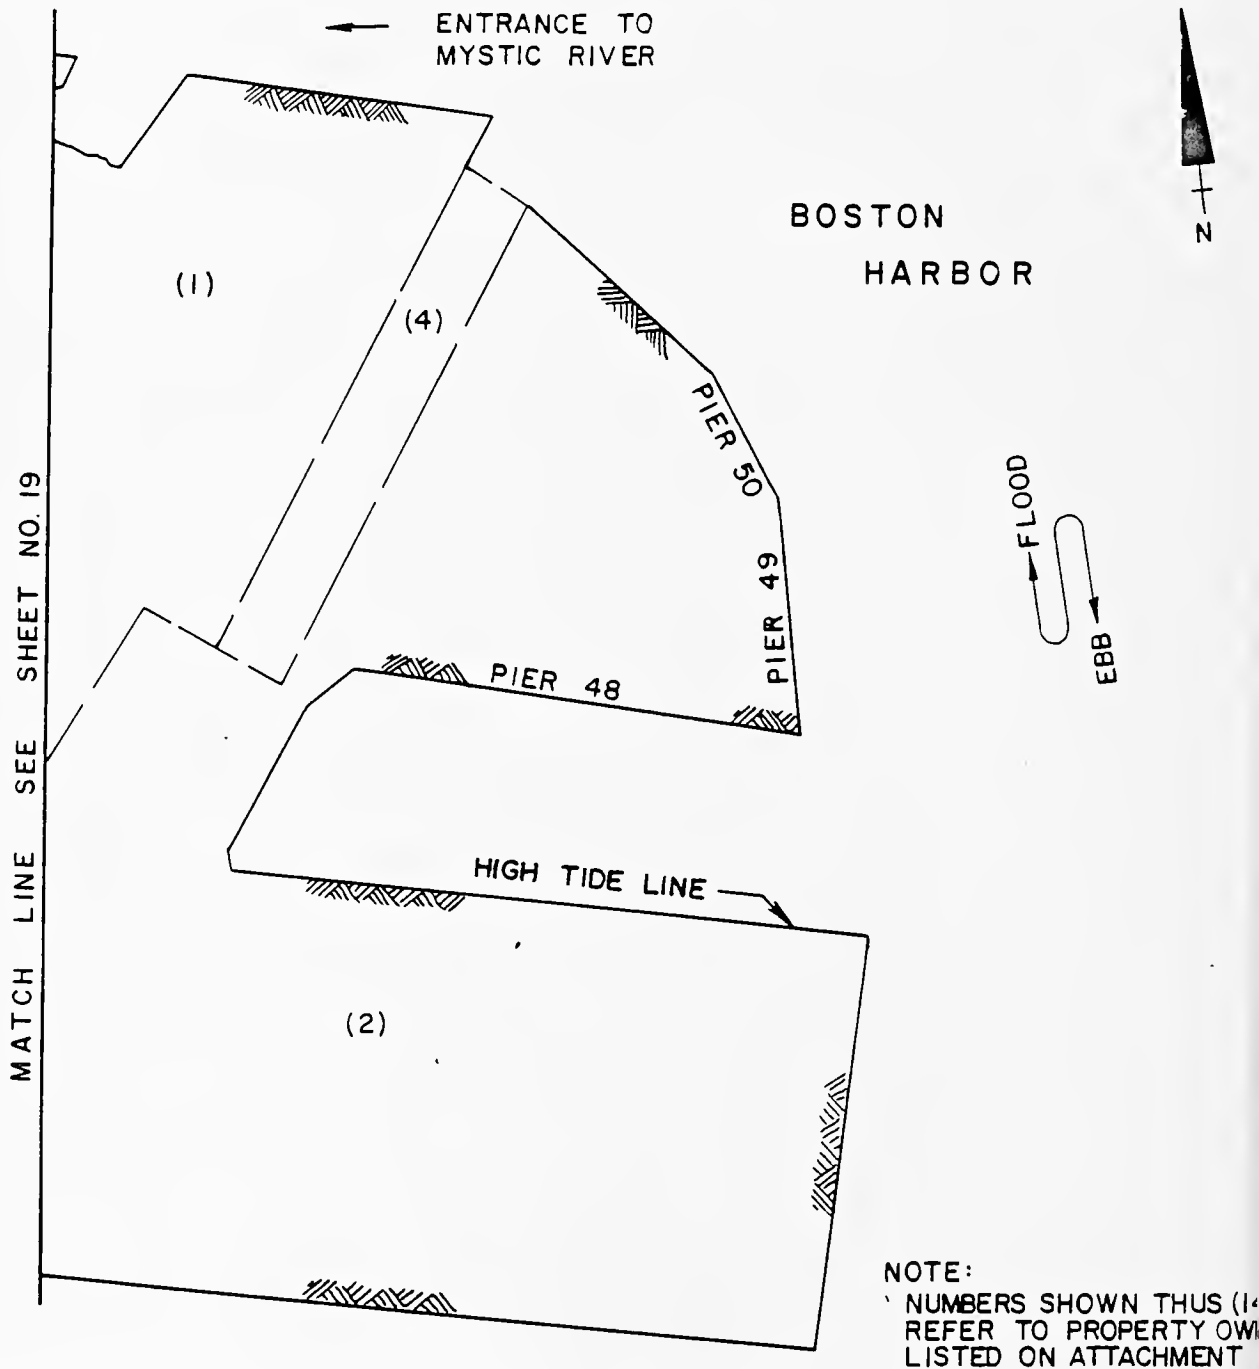 ENTRANCE TO
MYSTIC RIVER
N
BOSTON
HARBOR
(1)
(4)
PIER 50
FLOOD
EBB
PIER 49
PIER 48
MATCH LINE SEE SHEET NO. 19
HIGH TIDE LINE
(2)
NOTE:
NUMBERS SHOWN THUS
REFER TO PROPERTY
LISTED ON ATTACHMENT